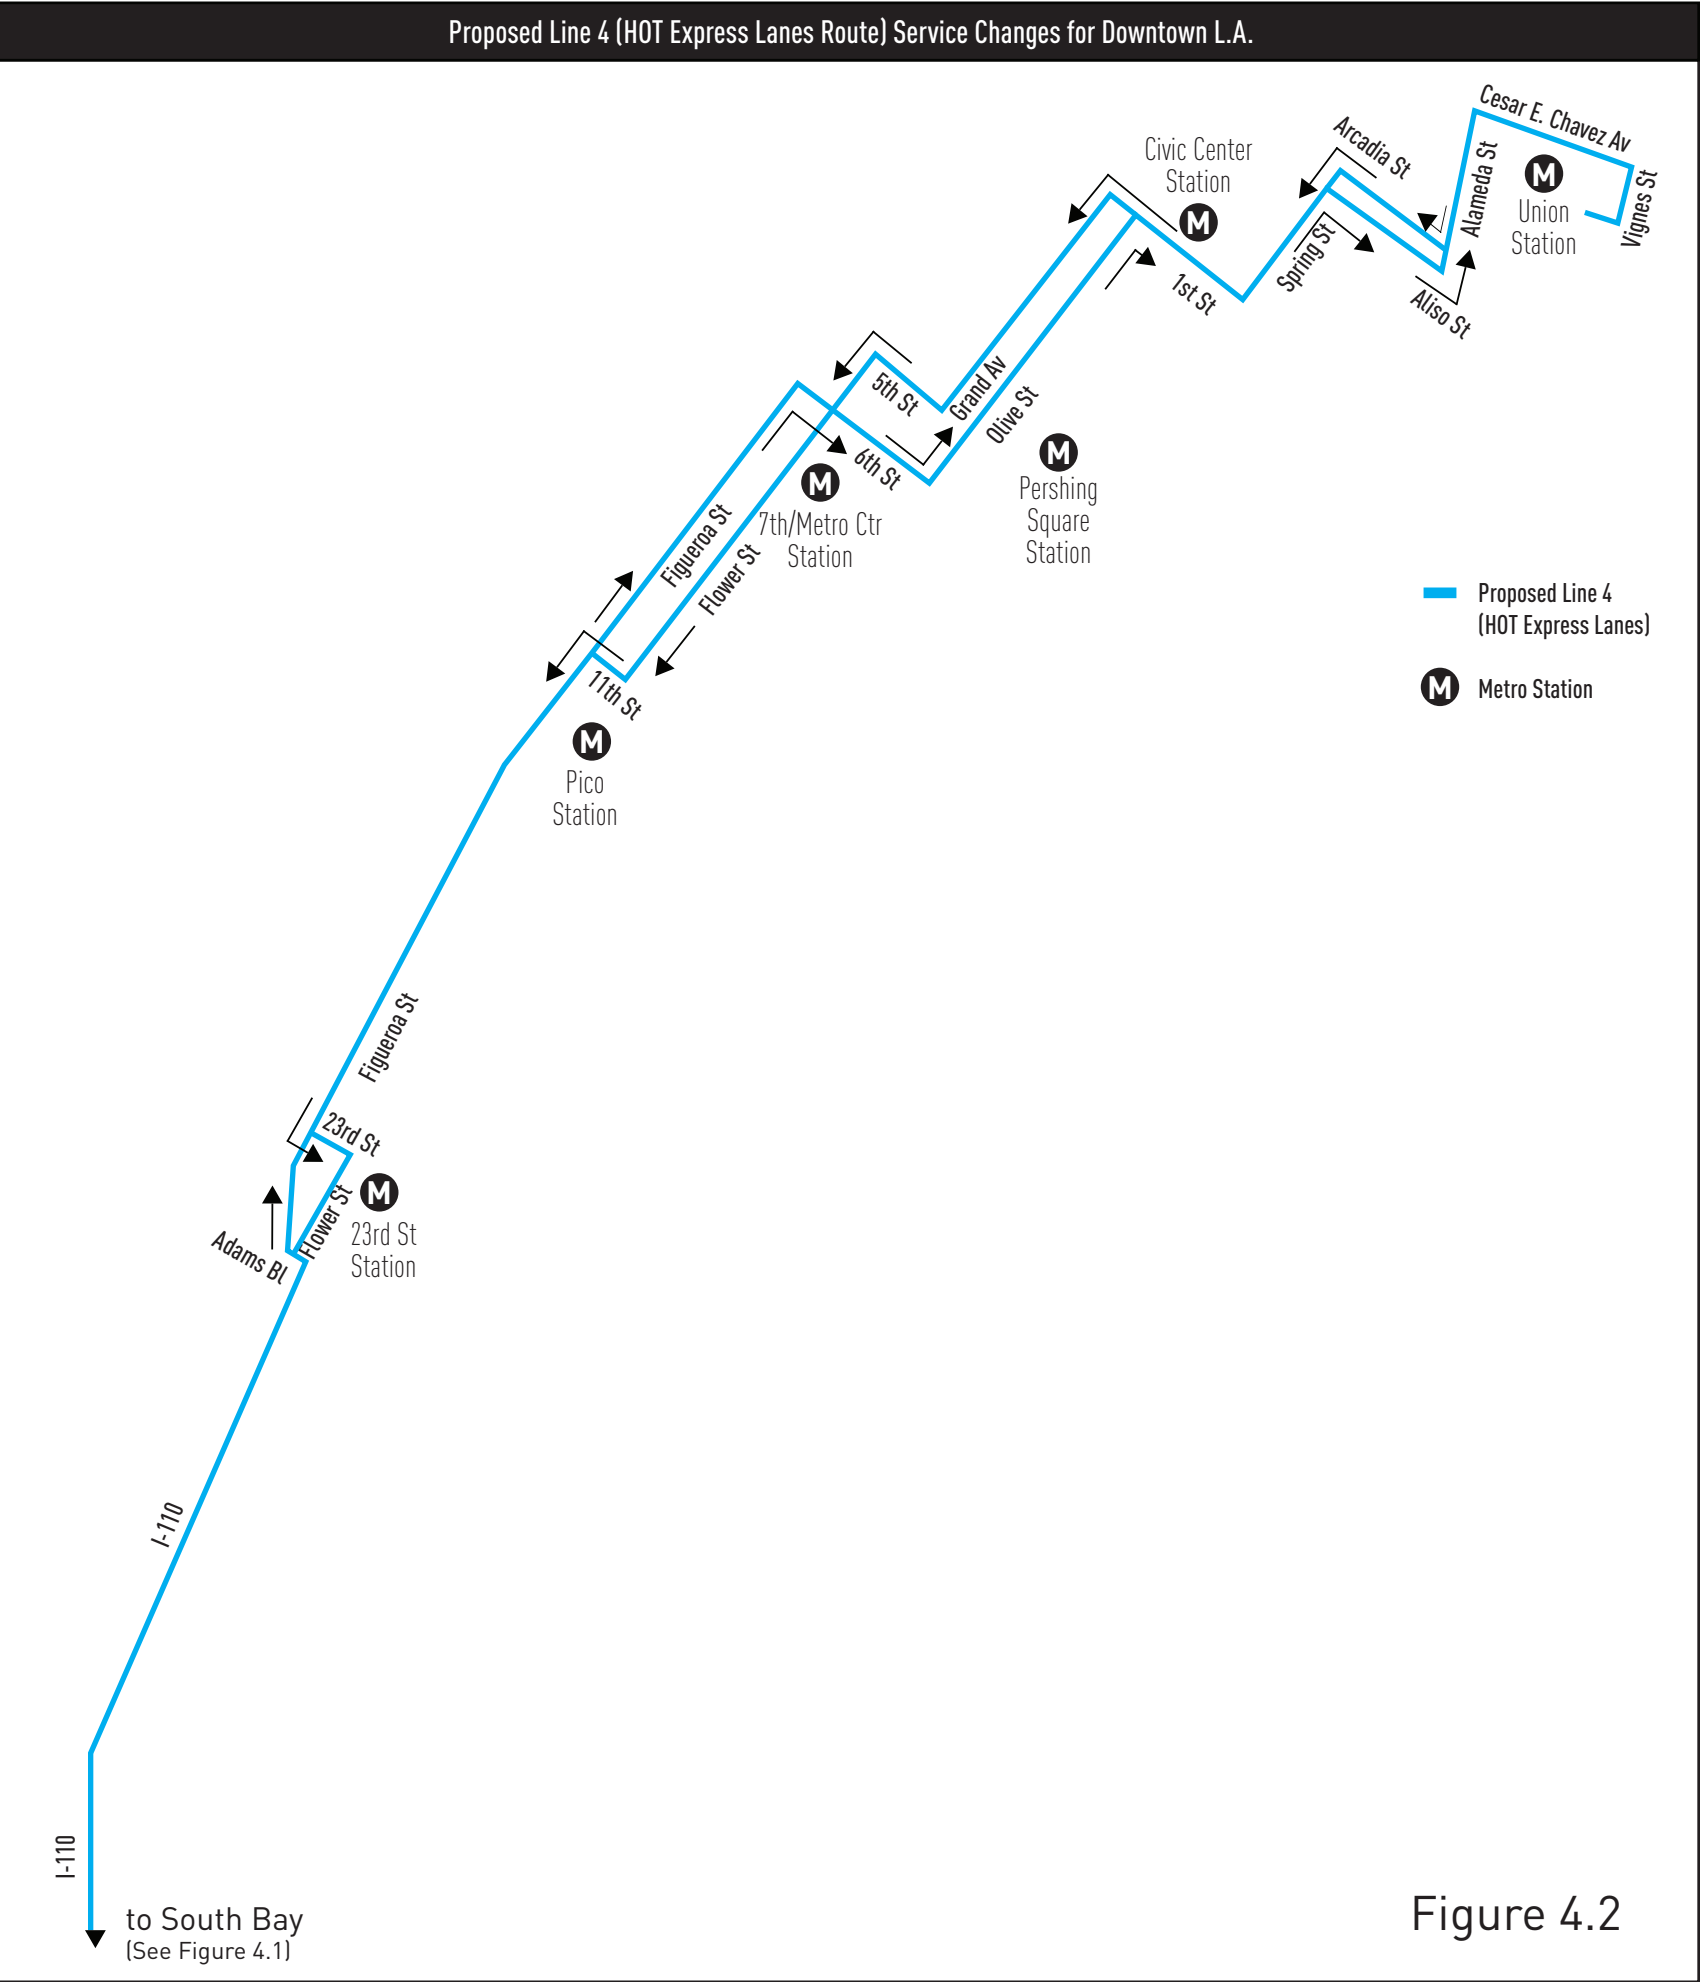 Proposed Line 4 (HOT Express Lanes Route) Service Changes for Downtown L.A.
Cesar E. Chavez Av
Arcadia St
Alameda St
Vignes St
M
Union
Station
Civic Center
Station
M
Spring St
Aliso St
1st St
5th St
Grand Av
Olive St
6th St
M
7th/Metro Ctr
Station
M
Pershing
Square
Station
Figueroa St
Flower St
Proposed Line 4
(HOT Express Lanes)
M
Metro Station
11th St
M
Pico
Station
Figueroa St
23rd St
Flower St
M
23rd St
Station
Adams Bl
I-110
I-110
to South Bay
(See Figure 4.1)
Figure 4.2